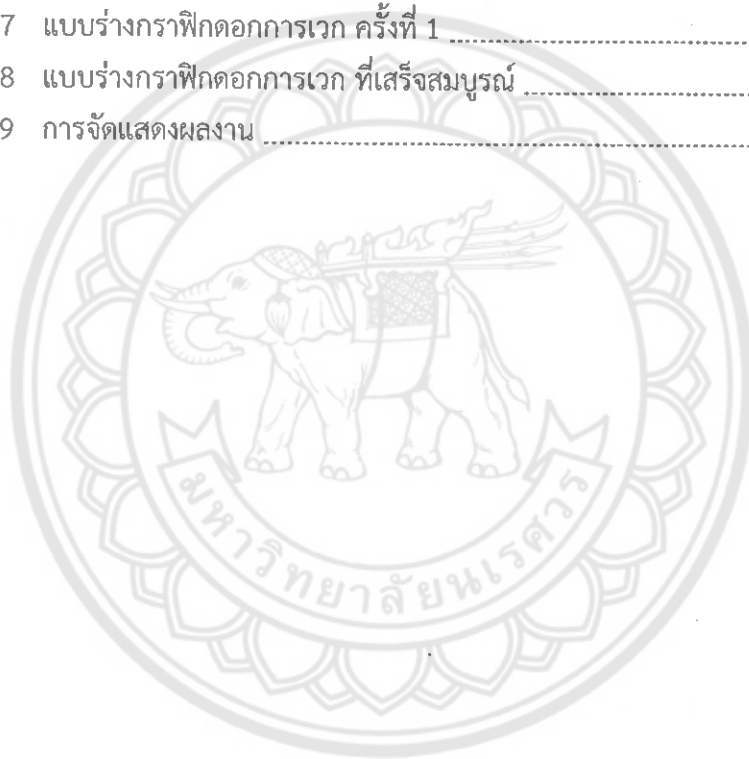 7 แบบร่างกราฟิกดอกการเวก ครั้งที่ 1
8 แบบร่างกราฟิกดอกการเวก ที่เสร็จสมบูรณ์
9 การจัดแสดงผลงาน
มหาวิทยาลัยนเรศวร